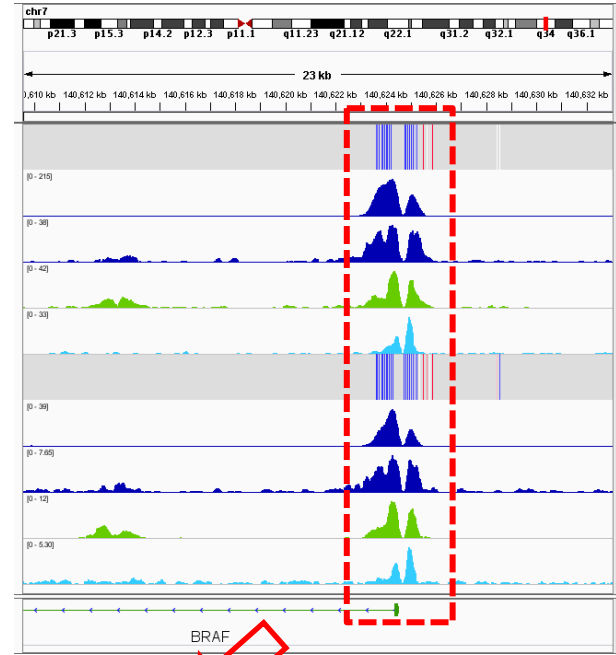 chr7
p21.3 p15.3 p14.2 p12.3 p11.1 q11.23 q21.12 q22.1 q31.2 q32.1 q34 q36.1
23 kb
140,612 kb 140,614 kb 140,616 kb 140,618 kb 140,620 kb 140,622 kb 140,624 kb 140,626 kb 140,628 kb 140,630 kb 140,632 kb
[0 - 215]
[0 - 38]
[0 - 42]
[0 - 33]
[0 - 39]
[0 - 7.65]
[0 - 12]
[0 - 5.30]
BRAF